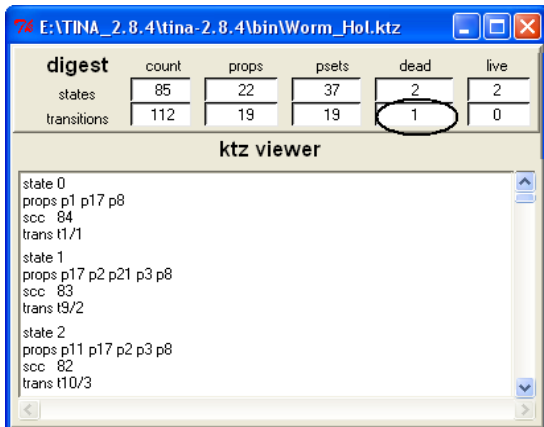 E:\TINA_2.8.4\tina-2.8.4\bin\Worm_Hol.ktz
digest count props psets dead live
states 85 22 37 2 2
transitions 112 19 19 1 0
ktz viewer
state 0
props p1 p17 p8
scc 84
trans t1/1
state 1
props p17 p2 p21 p3 p8
scc 83
trans t9/2
state 2
props p11 p17 p2 p3 p8
scc 82
trans t10/3